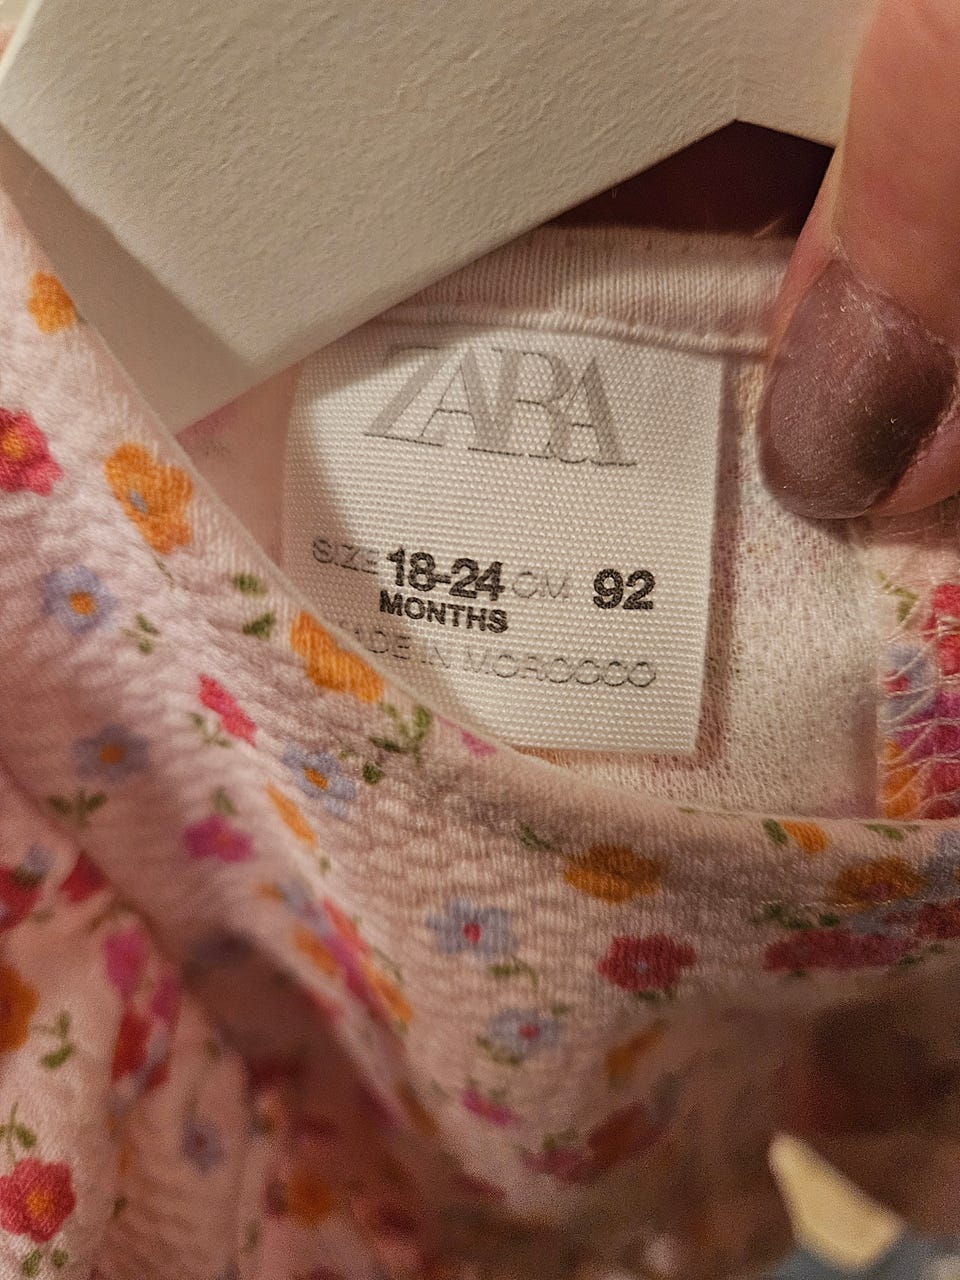 ZARA
SIZE 18-24 CM 92
MONTHS
MADE IN MOROCCO